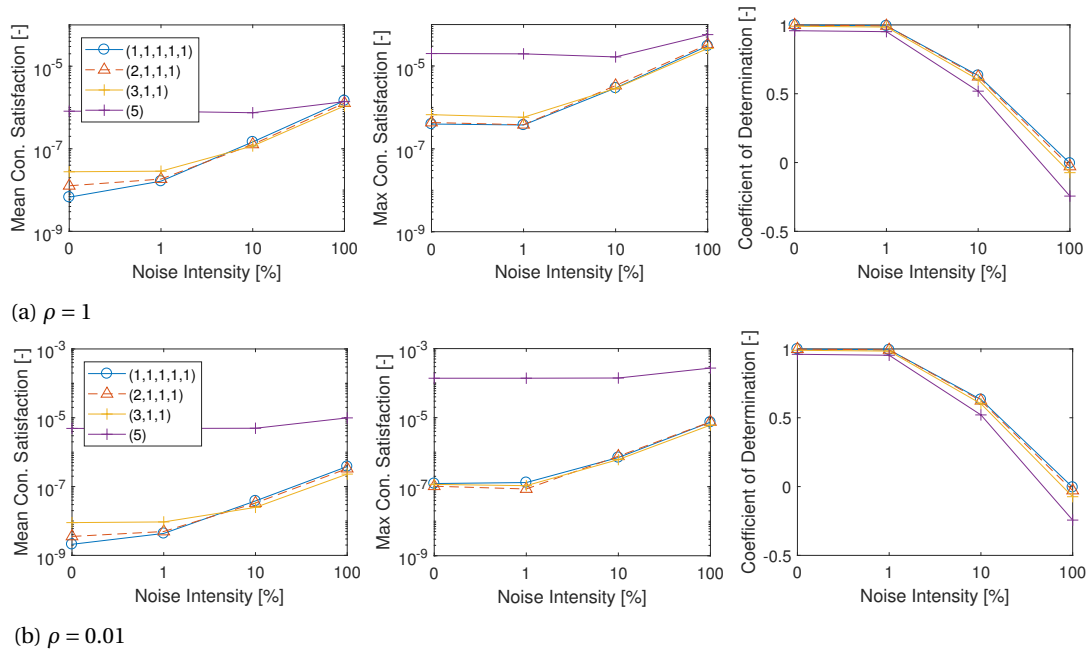 Mean Con. Satisfaction [-]
10-5
10-7
10-9
(1,1,1,1,1)
(2,1,1,1)
(3,1,1)
(5)
0 1 10 100
Noise Intensity [%]
Max Con. Satisfaction [-]
10-5
10-7
10-9
0 1 10 100
Noise Intensity [%]
Coefficient of Determination [-]
1
0.5
0
-0.5
0 1 10 100
Noise Intensity [%]
(a) ρ = 1
Mean Con. Satisfaction [-]
10-3
10-5
10-7
10-9
(1,1,1,1,1)
(2,1,1,1)
(3,1,1)
(5)
0 1 10 100
Noise Intensity [%]
Max Con. Satisfaction [-]
10-3
10-5
10-7
10-9
0 1 10 100
Noise Intensity [%]
Coefficient of Determination [-]
1
0.5
0
-0.5
0 1 10 100
Noise Intensity [%]
(b) ρ = 0.01